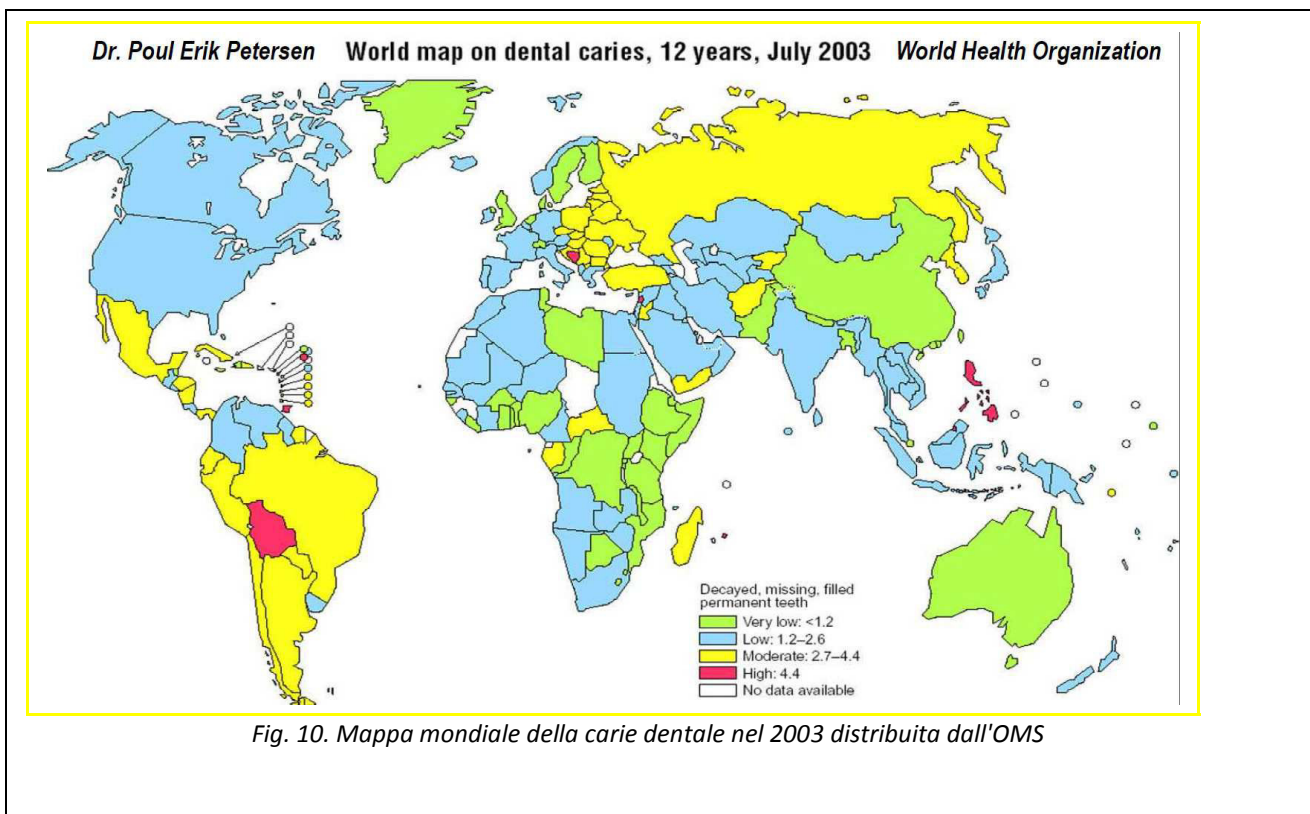 Dr. Poul Erik Petersen World map on dental caries, 12 years, July 2003 World Health Organization
Decayed, missing, filled
permanent teeth
Very low: <1.2
Low: 1.2–2.6
Moderate: 2.7–4.4
High: 4.4
No data available
Fig. 10. Mappa mondiale della carie dentale nel 2003 distribuita dall'OMS